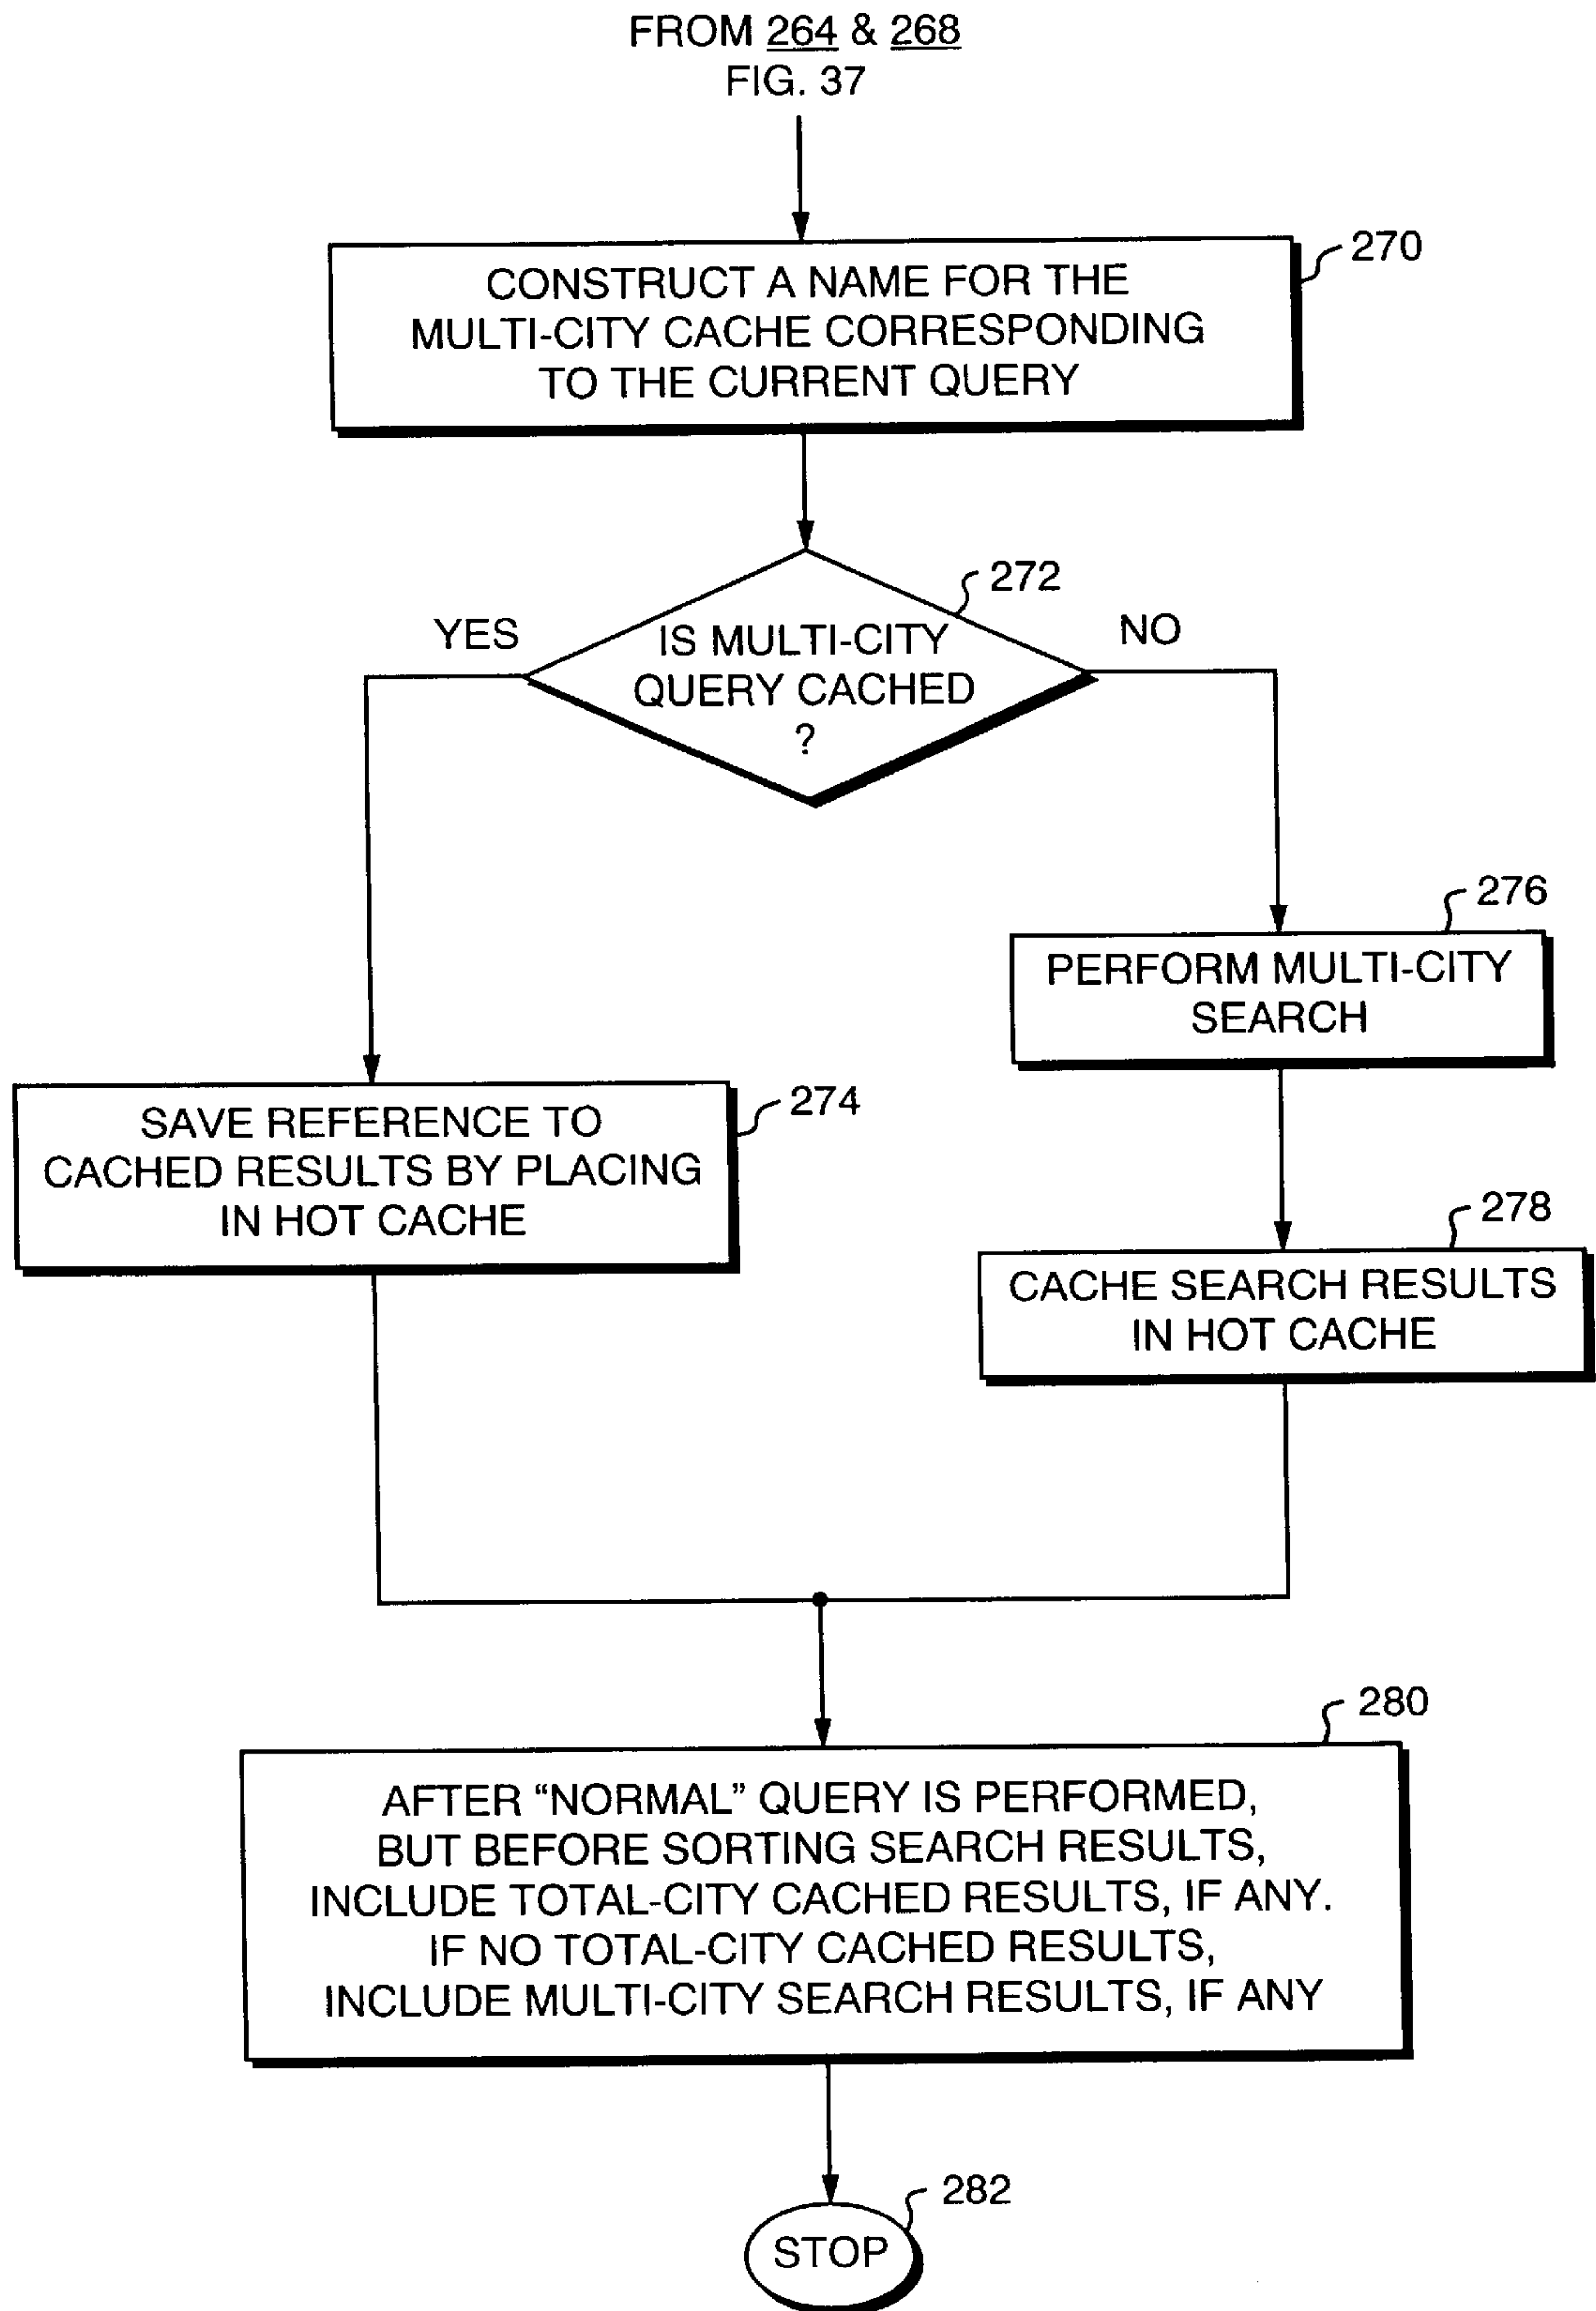 FROM 264 & 268
FIG. 37
270
CONSTRUCT A NAME FOR THE
MULTI-CITY CACHE CORRESPONDING
TO THE CURRENT QUERY
272
YES
IS MULTI-CITY
QUERY CACHED
?
NO
276
PERFORM MULTI-CITY
SEARCH
274
SAVE REFERENCE TO
CACHED RESULTS BY PLACING
IN HOT CACHE
278
CACHE SEARCH RESULTS
IN HOT CACHE
280
AFTER “NORMAL” QUERY IS PERFORMED,
BUT BEFORE SORTING SEARCH RESULTS,
INCLUDE TOTAL-CITY CACHED RESULTS, IF ANY.
IF NO TOTAL-CITY CACHED RESULTS,
INCLUDE MULTI-CITY SEARCH RESULTS, IF ANY
282
STOP